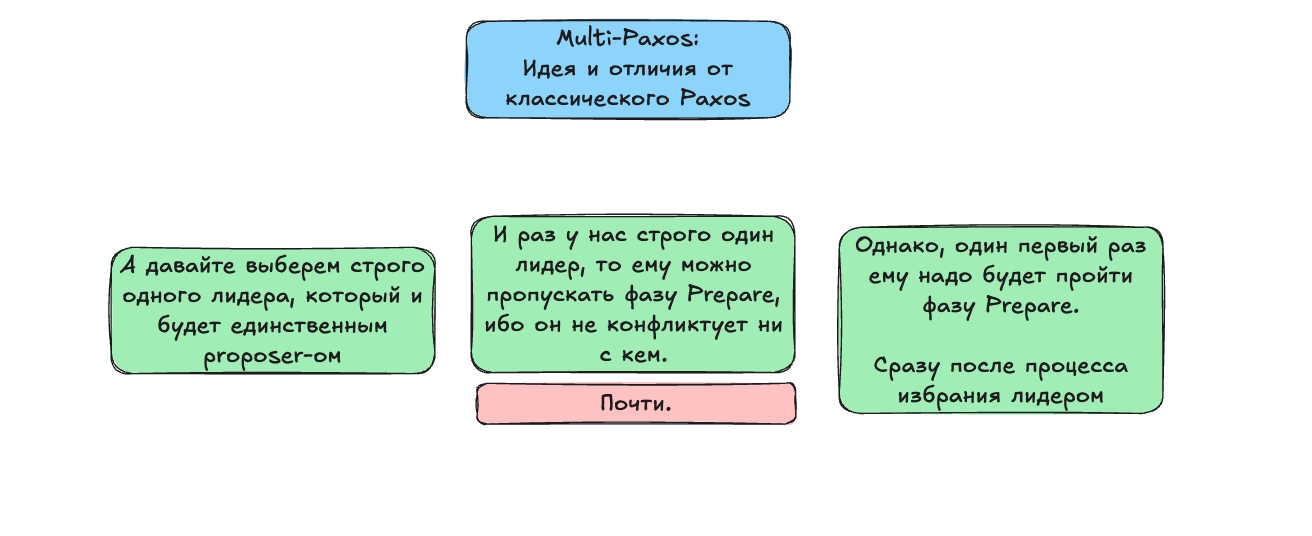 Multi-Paxos:
Идея и отличия от
классического Paxos
А давайте выберем строго
одного лидера, который и
будет единственным
proposer-ом
И раз у нас строго один
лидер, то ему можно
пропускать фазу Prepare,
ибо он не конфликтует ни
с кем.
Почти.
Однако, один первый раз
ему надо будет пройти
фазу Prepare.
Сразу после процесса
избрания лидером